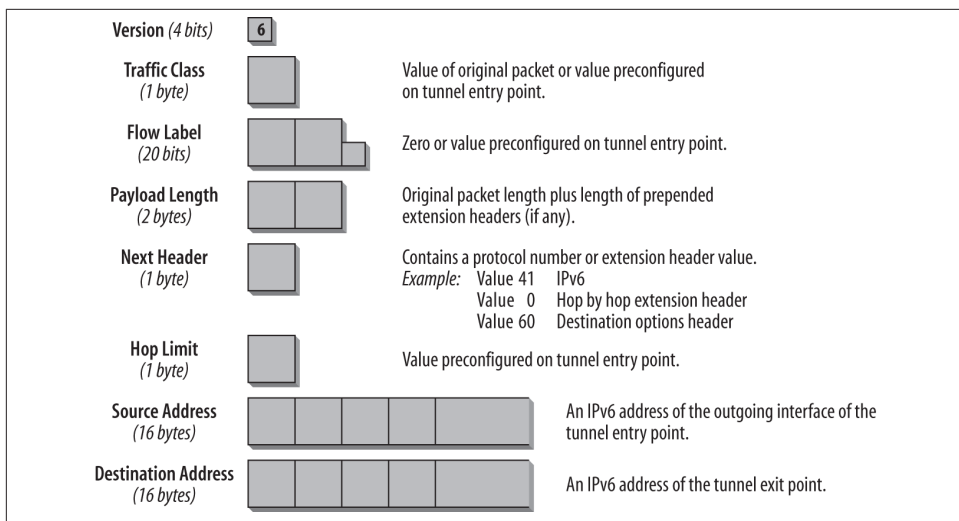 Version (4 bits)
6
Traffic Class
(1 byte)
Value of original packet or value preconfigured
on tunnel entry point.
Flow Label
(20 bits)
Zero or value preconfigured on tunnel entry point.
Payload Length
(2 bytes)
Original packet length plus length of prepended
extension headers (if any).
Next Header
(1 byte)
Contains a protocol number or extension header value.
Example: Value 41 IPv6
Value 0 Hop by hop extension header
Value 60 Destination options header
Hop Limit
(1 byte)
Value preconfigured on tunnel entry point.
Source Address
(16 bytes)
An IPv6 address of the outgoing interface of the
tunnel entry point.
Destination Address
(16 bytes)
An IPv6 address of the tunnel exit point.